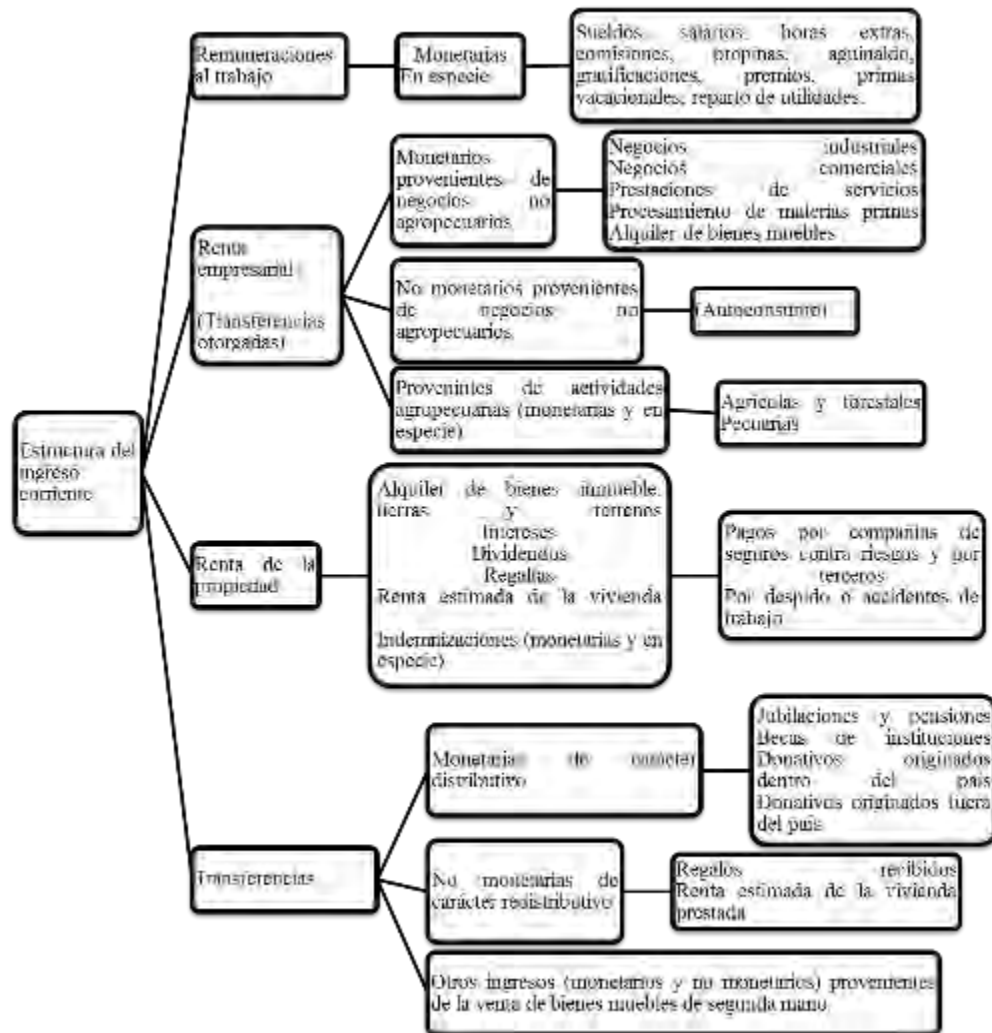 Remuneraciones
al trabajo
Monetarias
En especie
Sueldos, salarios, horas extras,
comisiones, propinas, aguinaldo,
gratificaciones, premios, primas
vacacionales, reparto de utilidades.
Monetarios
provenientes de
negocios no
agropecuarios
Negocios industriales
Negocios comerciales
Prestaciones de servicios
Procesamiento de materias primas
Alquiler de bienes muebles
Renta
empresarial
(Transferencias
otorgadas)
No monetarios provenientes
de negocios no
agropecuarios
(Autoconsumo)
Provenintes de actividades
agropecuarias (monetarias y en
especie)
Agrícolas y forestales
Pecuarias
Estructura del
ingreso
corriente
Renta de la
propiedad
Alquiler de bienes inmueble,
tierras y terrenos
Intereses
Dividendos
Regalías
Renta estimada de la vivienda
Indemnizaciones (monetarias y en
especie)
Pagos por compañías de
seguros contra riesgos y por
terceros
Por despido o accidentes de
trabajo
Transferencias
Monetarias de carácter
distributivo
Jubilaciones y pensiones
Becas de instituciones
Donativos originados
dentro del país
Donativos originados fuera
del país
No monetarias de
carácter redistributivo
Regalos recibidos
Renta estimada de la vivienda
prestada
Otros ingresos (monetarios y no monetarios) provenientes
de la venta de bienes muebles de segunda mano